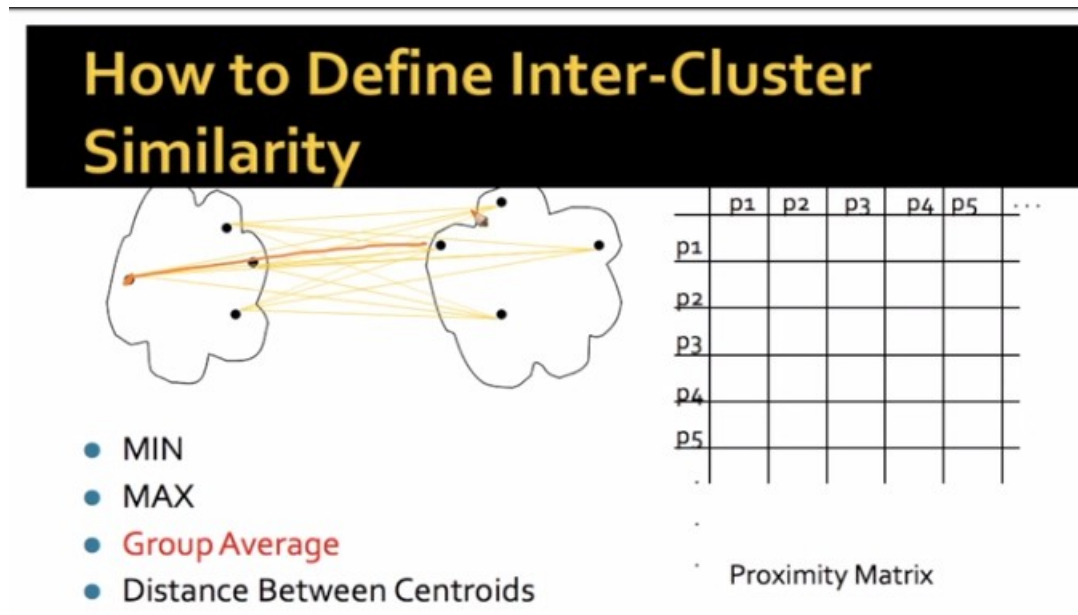 How to Define Inter-Cluster
Similarity
p1 p2 p3 p4 p5 ...
p1
p2
p3
p4
p5
MIN
MAX
Group Average
Distance Between Centroids
Proximity Matrix